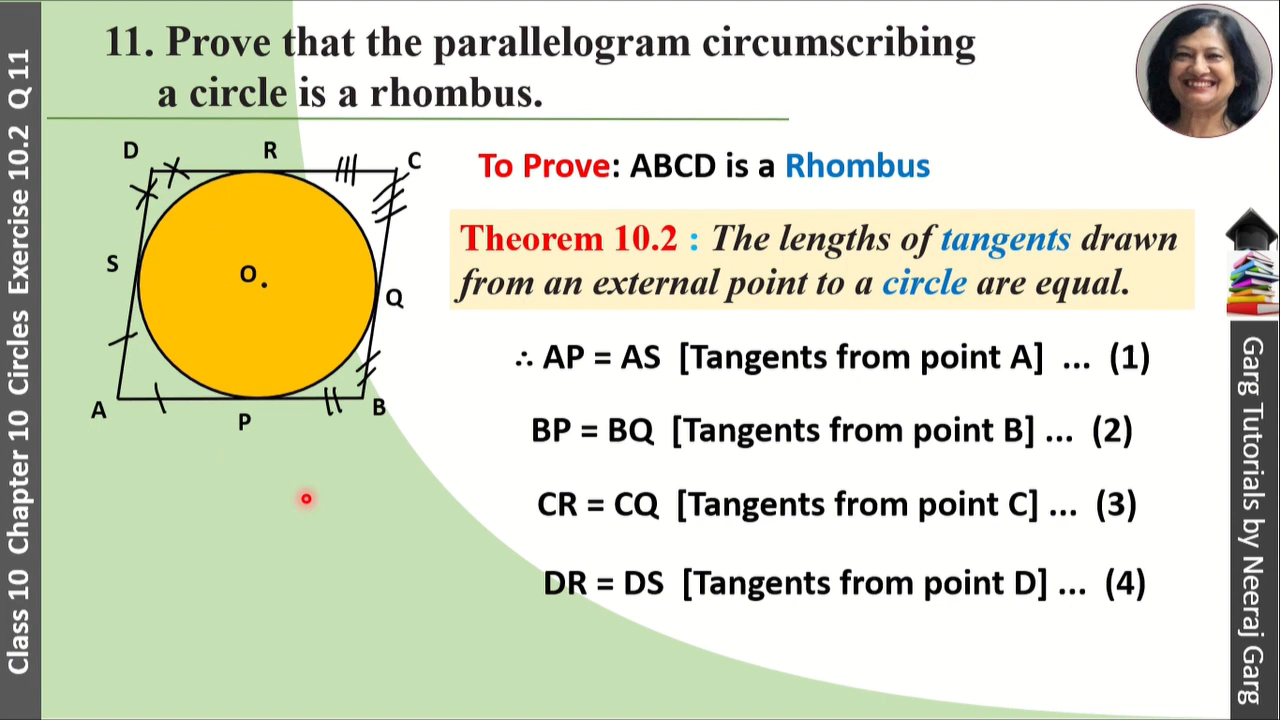 11. Prove that the parallelogram circumscribing
a circle is a rhombus.
D
R
C
S
O.
Q
A
P
B
To Prove: ABCD is a Rhombus
Theorem 10.2 : The lengths of tangents drawn
from an external point to a circle are equal.
∴ AP = AS [Tangents from point A] ... (1)
BP = BQ [Tangents from point B] ... (2)
CR = CQ [Tangents from point C] ... (3)
DR = DS [Tangents from point D] ... (4)
Class 10 Chapter 10 Circles Exercise 10.2 Q 11
Garg Tutorials by Neeraj Garg